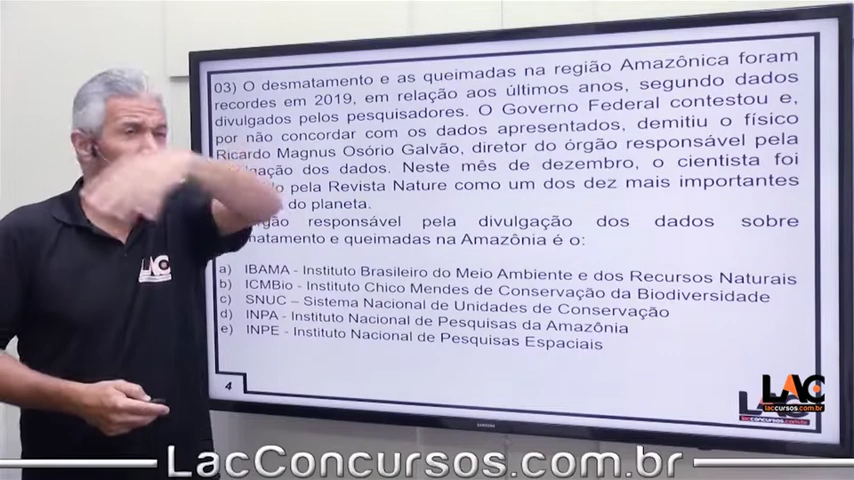 03) O desmatamento e as queimadas na região Amazônica foram
recordes em 2019, em relação aos últimos anos, segundo dados
divulgados pelos pesquisadores. O Governo Federal contestou e,
por não concordar com os dados apresentados, demitiu o físico
Ricardo Magnus Osório Galvão, diretor do órgão responsável pela
dos dados. Neste mês de dezembro, o cientista foi
pela Revista Nature como um dos dez mais importantes
do planeta.
responsável pela divulgação dos dados sobre
e queimadas na Amazônia é o:
a) IBAMA - Instituto Brasileiro do Meio Ambiente e dos Recursos Naturais
b) ICMBio - Instituto Chico Mendes de Conservação da Biodiversidade
c) SNUC – Sistema Nacional de Unidades de Conservação
d) INPA - Instituto Nacional de Pesquisas da Amazônia
e) INPE - Instituto Nacional de Pesquisas Espaciais
4
LAC
LAC
laccursos.com.br
LAC
lacconcursos.com.br
SAMSUNG
LacConcursos.com.br